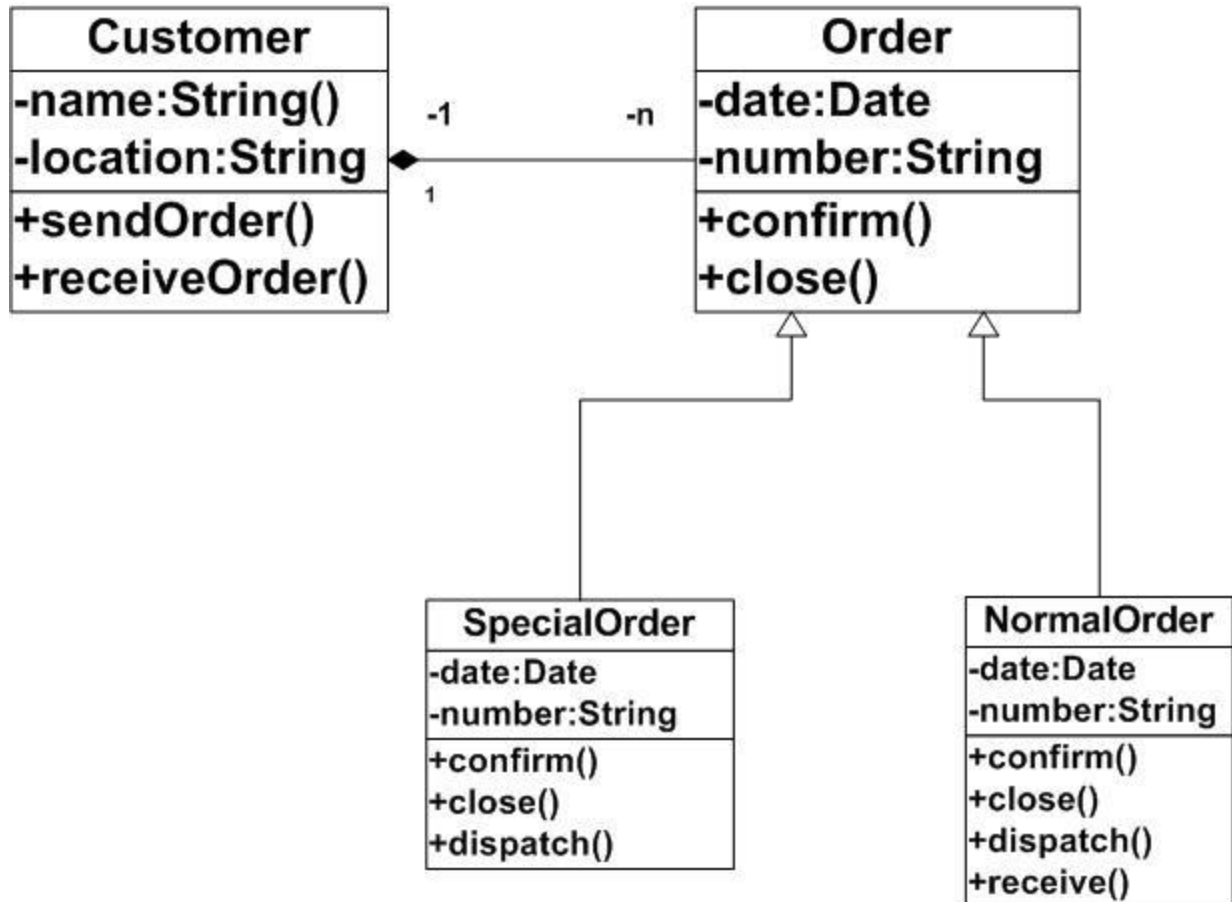 Customer
-name:String()
-location:String
+sendOrder()
+receiveOrder()
-1
-n
1
Order
-date:Date
-number:String
+confirm()
+close()
SpecialOrder
-date:Date
-number:String
+confirm()
+close()
+dispatch()
NormalOrder
-date:Date
-number:String
+confirm()
+close()
+dispatch()
+receive()